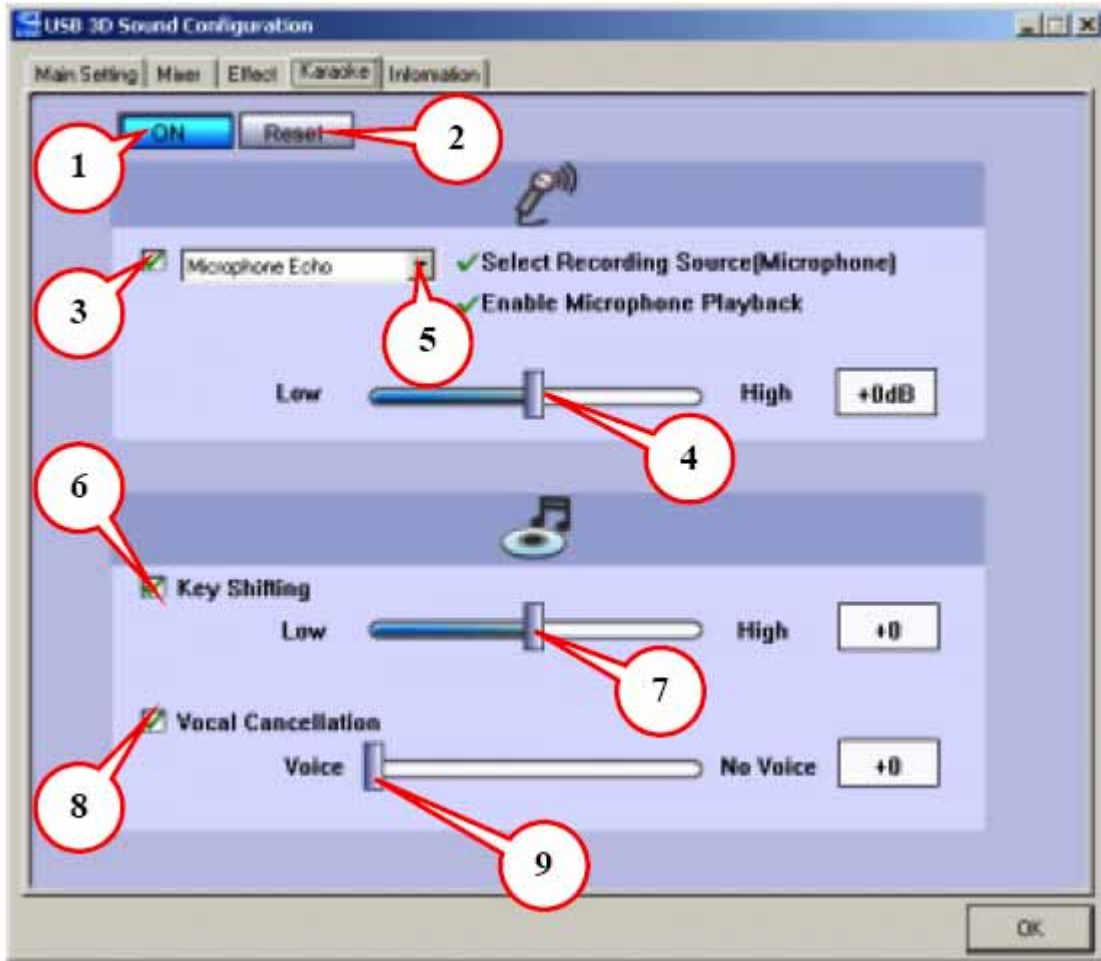 USB 3D Sound Configuration
Main Setting Mixer Effect Karaoke Information
ON Reset
1
2
3
Microphone Echo
Select Recording Source(Microphone)
5
Enable Microphone Playback
Low High +0dB
4
6
Key Shifting
Low High +0
7
8
Vocal Cancellation
Voice No Voice +0
9
OK